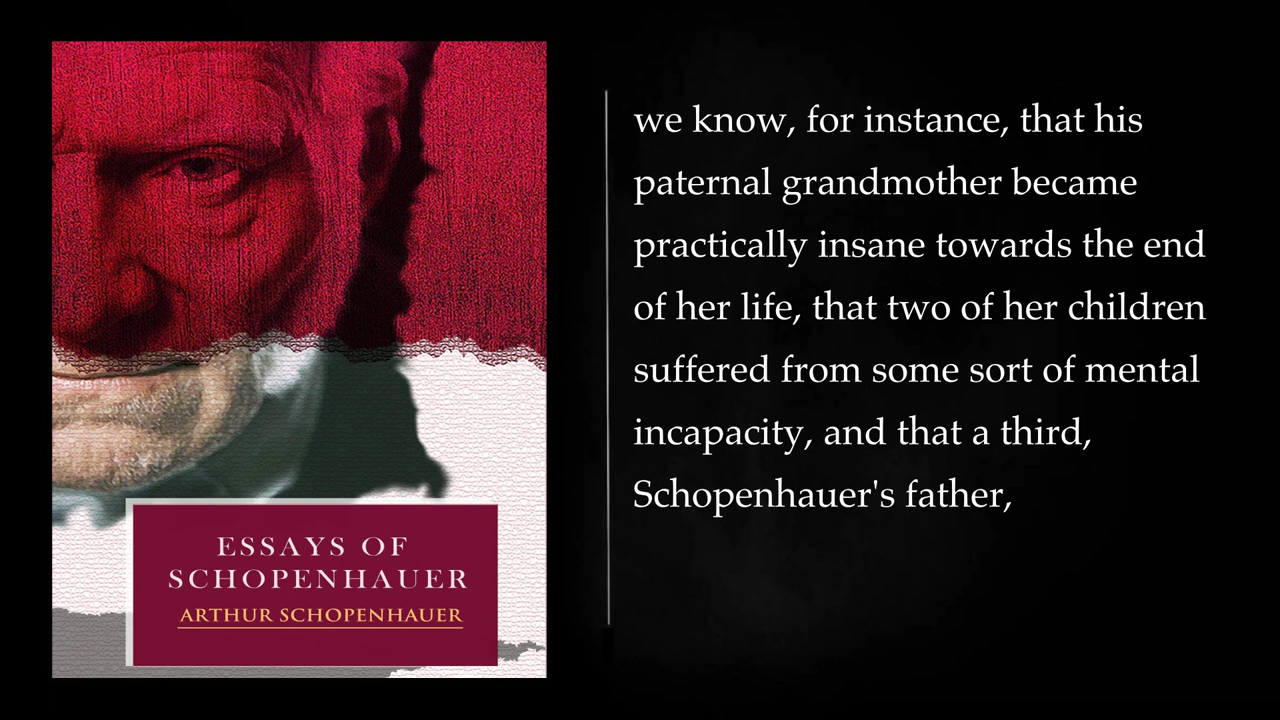 ESSAYS OF
SCHOPENHAUER
ARTHUR SCHOPENHAUER
we know, for instance, that his
paternal grandmother became
practically insane towards the end
of her life, that two of her children
suffered from some sort of mental
incapacity, and that a third,
Schopenhauer's father,